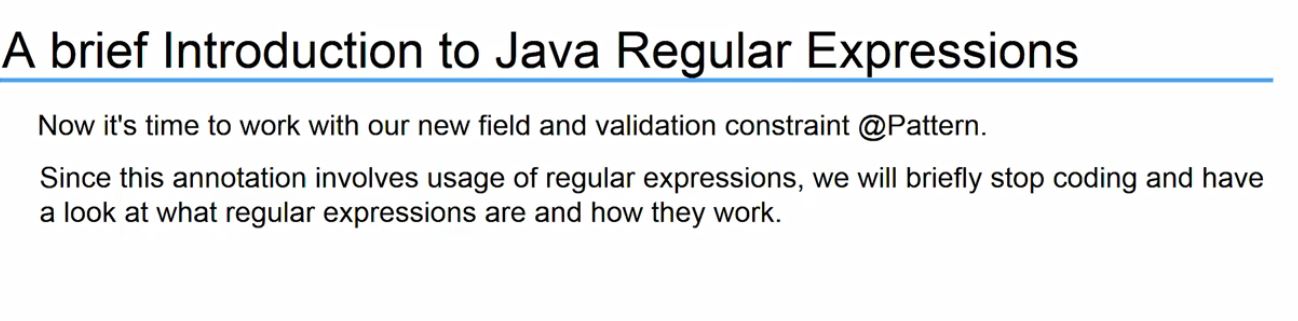 A brief Introduction to Java Regular Expressions
Now it's time to work with our new field and validation constraint @Pattern.
Since this annotation involves usage of regular expressions, we will briefly stop coding and have
a look at what regular expressions are and how they work.